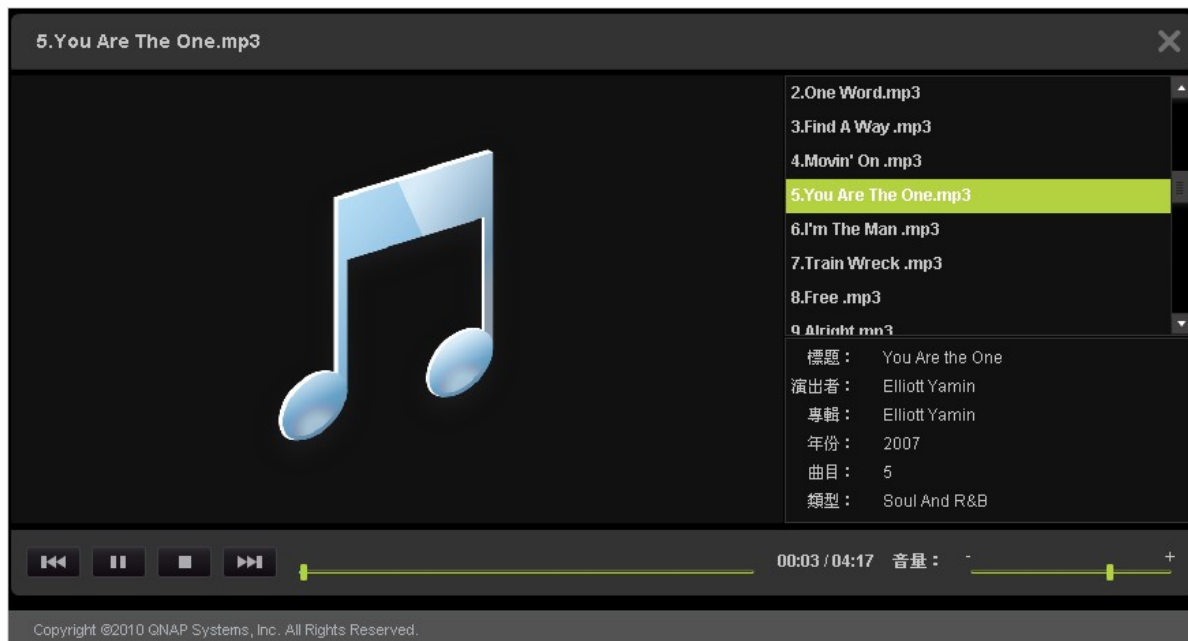 5.You Are The One.mp3
2.One Word.mp3
3.Find A Way .mp3
4.Movin' On .mp3
5.You Are The One.mp3
6.I'm The Man .mp3
7.Train Wreck .mp3
8.Free .mp3
9.Alright.mp3
標題： You Are the One
演出者： Elliott Yamin
專輯： Elliott Yamin
年份： 2007
曲目： 5
類型： Soul And R&B
00:03 / 04:17 音量： - +
Copyright ©2010 QNAP Systems, Inc. All Rights Reserved.